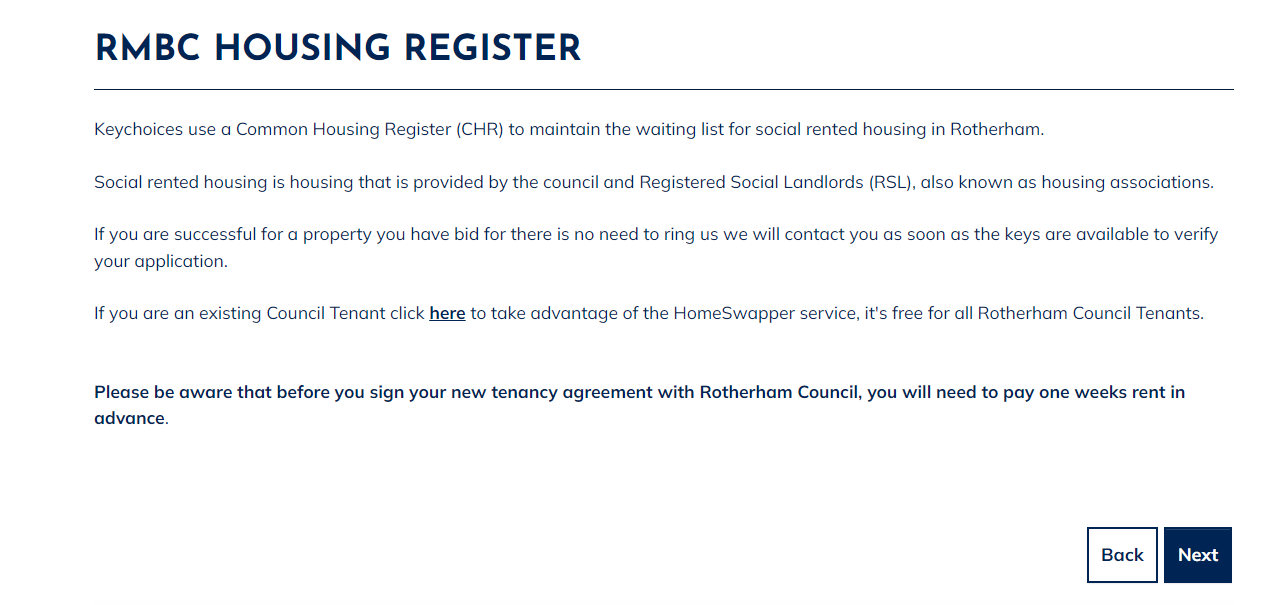 RMBC HOUSING REGISTER
Keychoices use a Common Housing Register (CHR) to maintain the waiting list for social rented housing in Rotherham.
Social rented housing is housing that is provided by the council and Registered Social Landlords (RSL), also known as housing associations.
If you are successful for a property you have bid for there is no need to ring us we will contact you as soon as the keys are available to verify
your application.
If you are an existing Council Tenant click here to take advantage of the HomeSwapper service, it's free for all Rotherham Council Tenants.
Please be aware that before you sign your new tenancy agreement with Rotherham Council, you will need to pay one weeks rent in
advance.
Back Next